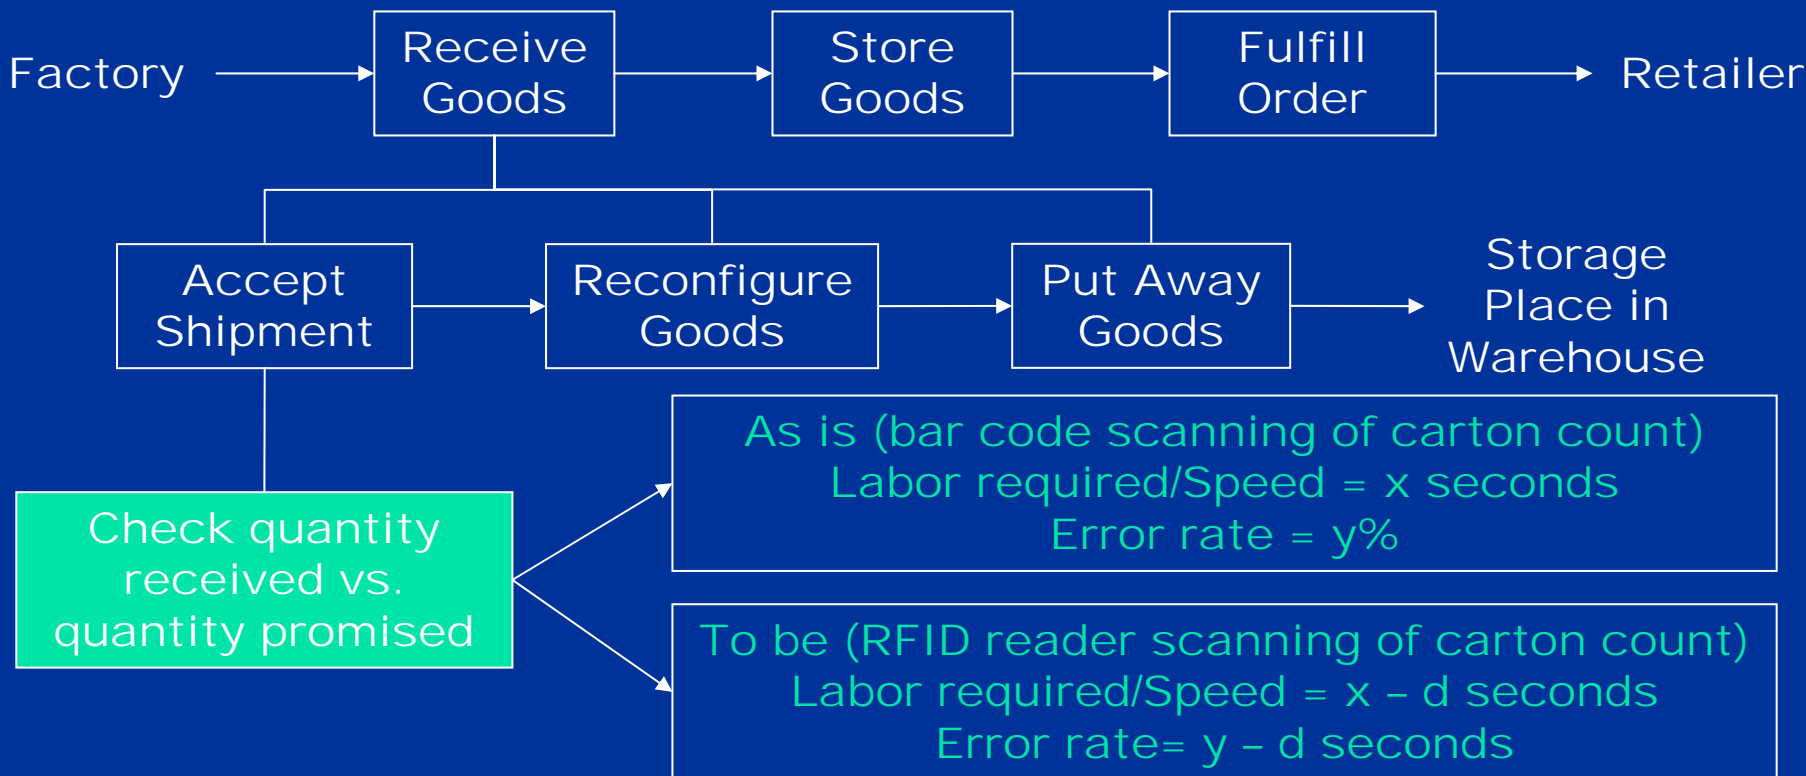 Factory
Receive
Goods
Store
Goods
Fulfill
Order
Retailer
Accept
Shipment
Reconfigure
Goods
Put Away
Goods
Storage
Place in
Warehouse
As is (bar code scanning of carton count)
Labor required/Speed = x seconds
Error rate = y%
Check quantity
received vs.
quantity promised
To be (RFID reader scanning of carton count)
Labor required/Speed = x – d seconds
Error rate= y – d seconds